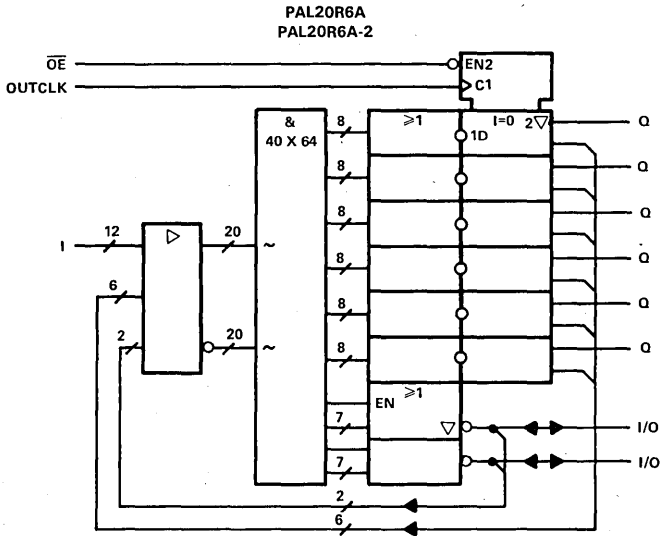 PAL20R6A
PAL20R6A-2
OE
EN2
OUTCLK
C1
&
40 X 64
8
≥1
I=0
2▽
Q
1D
8
Q
8
Q
I
12
▷
20
~
8
Q
6
8
Q
2
20
~
8
Q
EN
≥1
7
▽
I/O
7
I/O
2
6